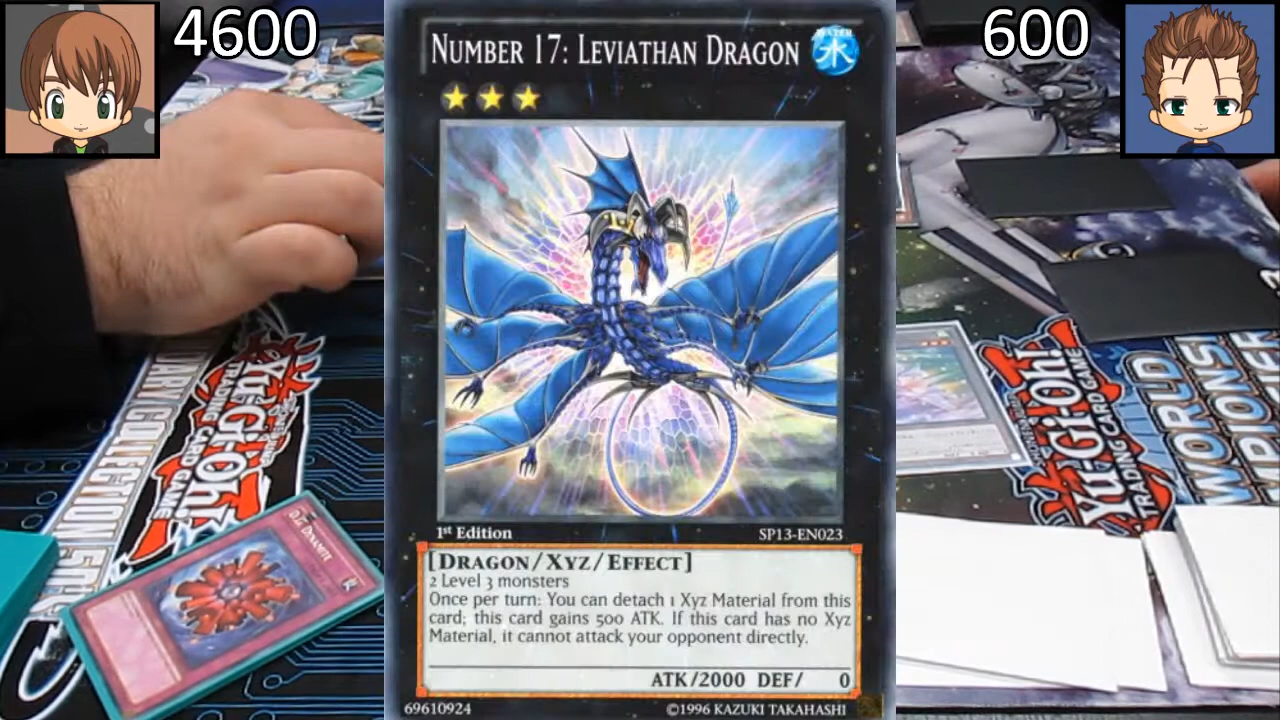 4600
600
NUMBER 17: LEVIATHAN DRAGON
WATER
水
1st Edition
SP13-EN023
[DRAGON/XYZ/EFFECT]
2 Level 3 monsters
Once per turn: You can detach 1 Xyz Material from this
card; this card gains 500 ATK. If this card has no Xyz
Material, it cannot attack your opponent directly.
ATK/2000 DEF/ 0
69610924
©1996 KAZUKI TAKAHASHI
Yu-Gi-Oh!
TRADING CARD GAME
D.D. DYNAMITE
Yu-Gi-Oh!
TRADING CARD GAME
WORLD